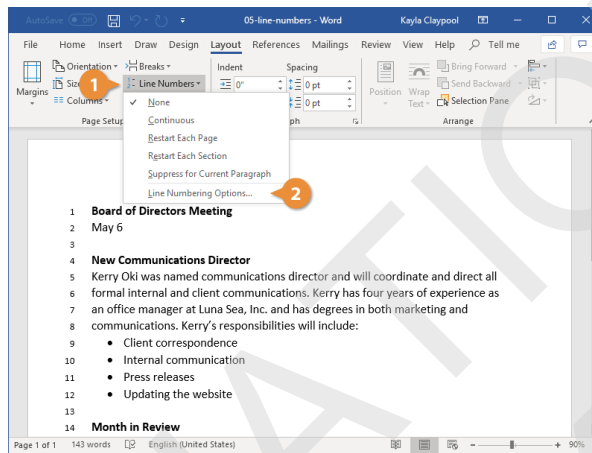 AutoSave Off 05-line-numbers - Word Kayla Claypool
File Home Insert Draw Design Layout References Mailings Review View Help Tell me
Margins
Orientation
Size
Columns
Breaks
Line Numbers
Page Setup
Indent Spacing
0" 0 pt
0 pt
Position
Wrap Text
Bring Forward
Send Backward
Selection Pane
Arrange
1
None
Continuous
Restart Each Page
Restart Each Section
Suppress for Current Paragraph
Line Numbering Options...
2
1 Board of Directors Meeting
2 May 6
3
4 New Communications Director
5 Kerry Oki was named communications director and will coordinate and direct all
6 formal internal and client communications. Kerry has four years of experience as
7 an office manager at Luna Sea, Inc. and has degrees in both marketing and
8 communications. Kerry's responsibilities will include:
9 • Client correspondence
10 • Internal communication
11 • Press releases
12 • Updating the website
13
14 Month in Review
Page 1 of 1 143 words English (United States) 90%